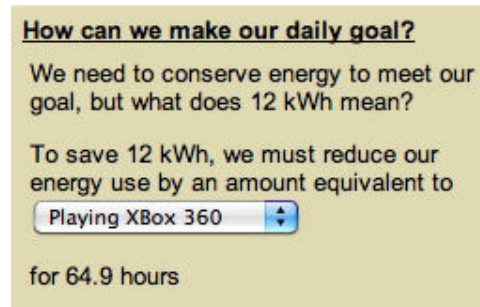 How can we make our daily goal?
We need to conserve energy to meet our
goal, but what does 12 kWh mean?
To save 12 kWh, we must reduce our
energy use by an amount equivalent to
Playing XBox 360
for 64.9 hours